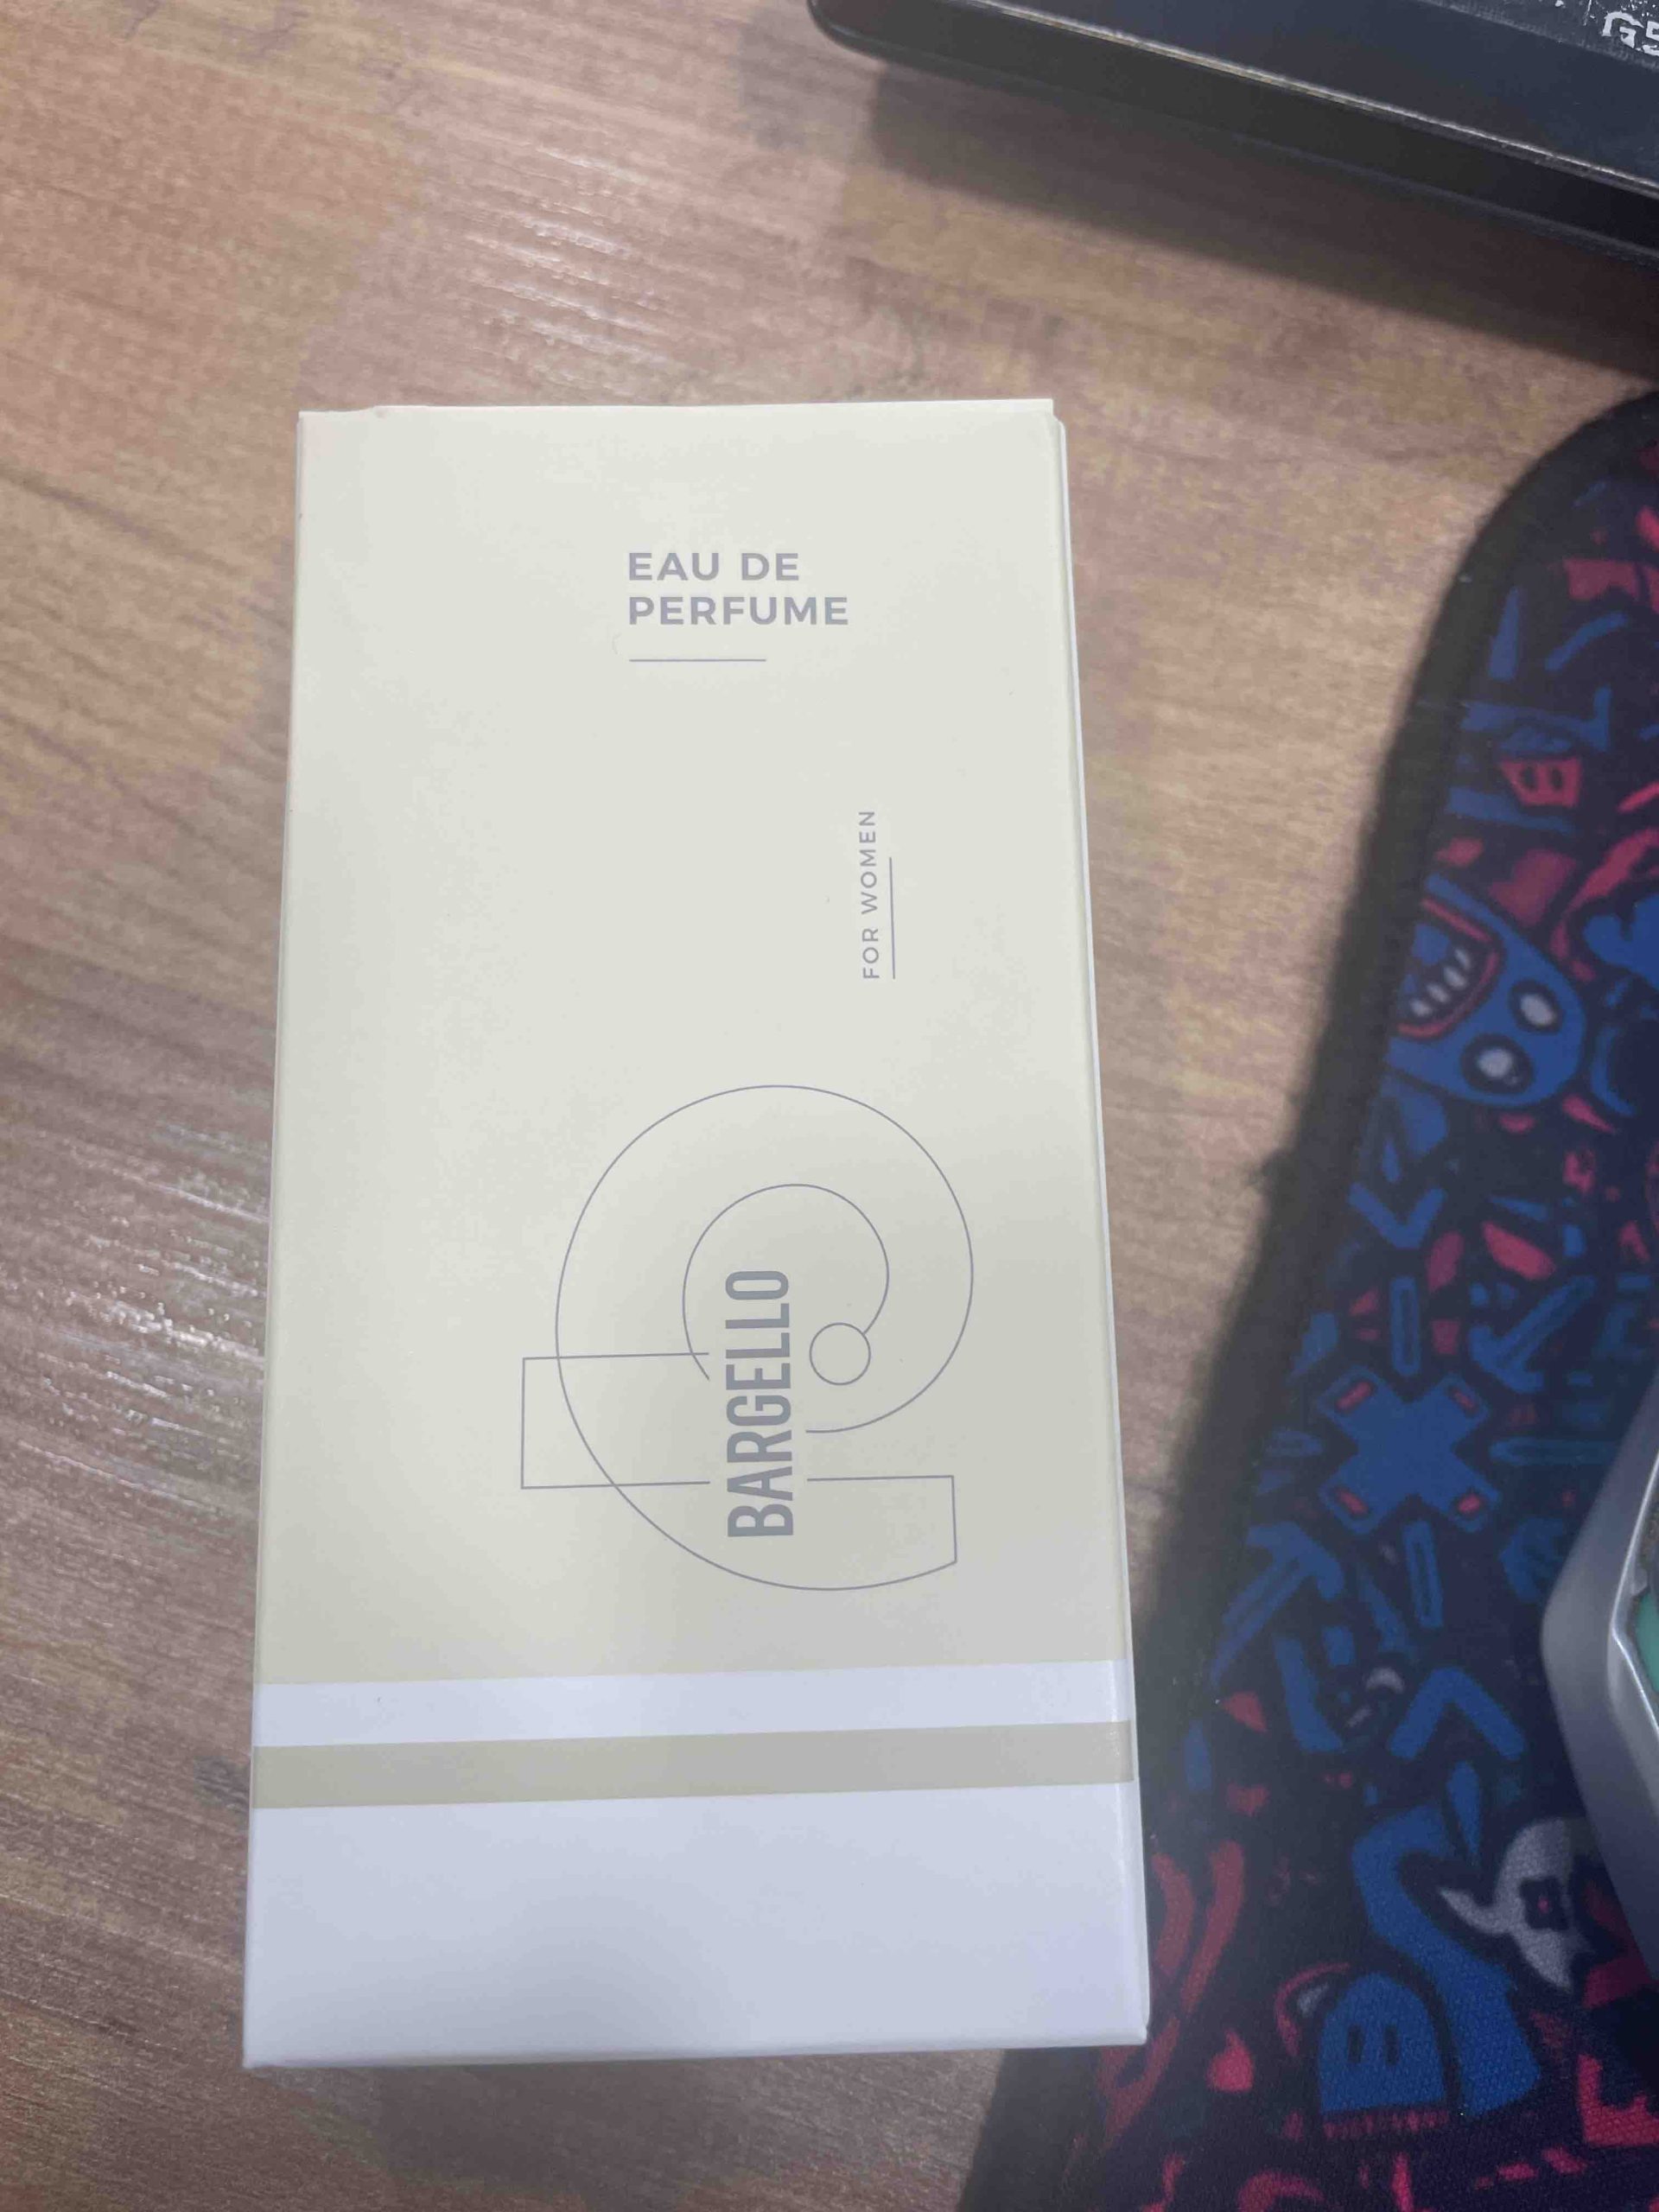 EAU DE
PERFUME
FOR WOMEN
BARGELLO